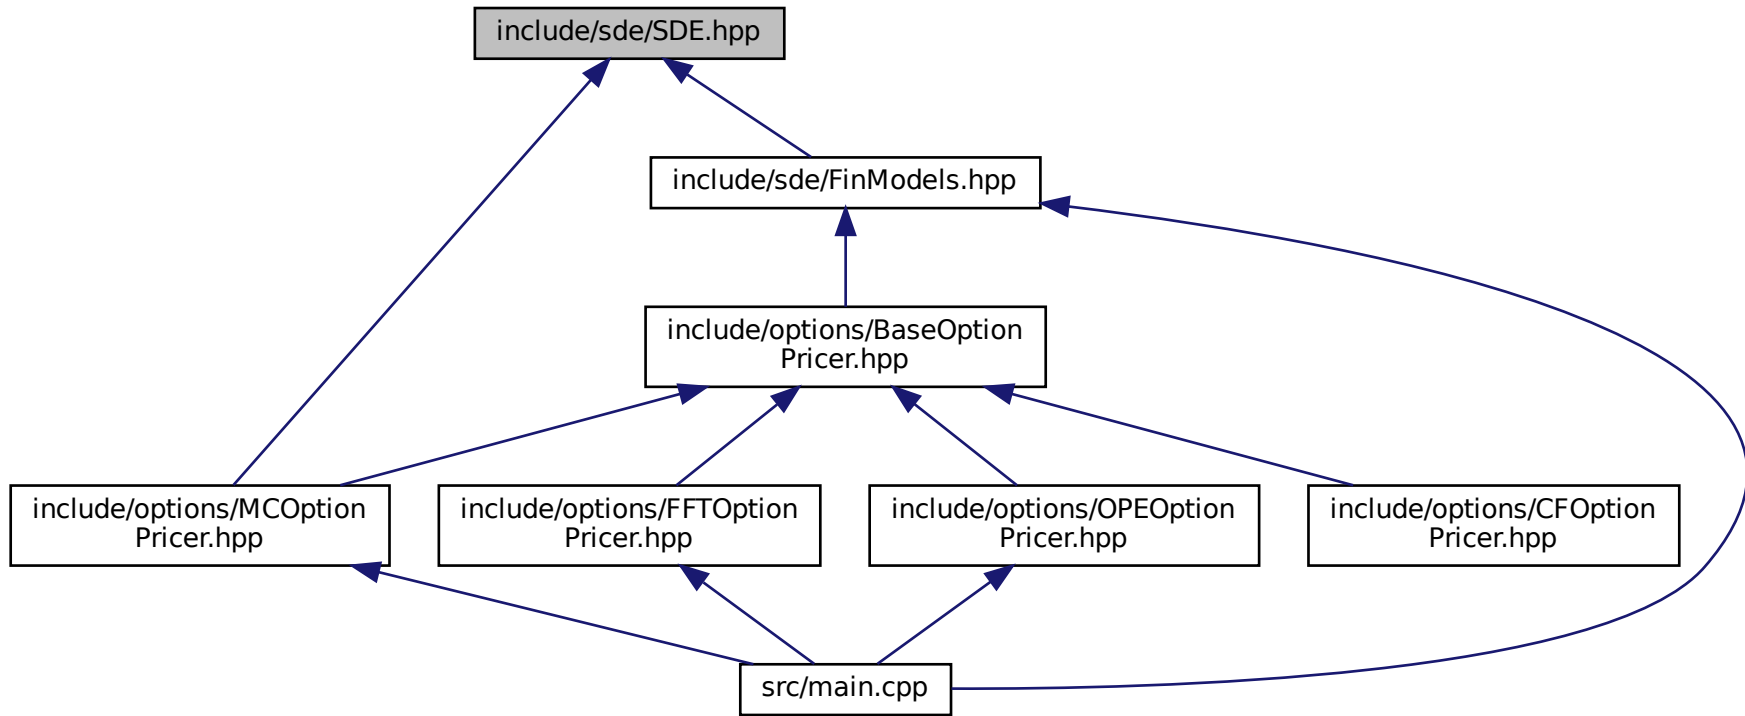 include/sde/SDE.hpp
include/sde/FinModels.hpp
include/options/BaseOption
Pricer.hpp
include/options/MCOption
Pricer.hpp
include/options/FFTOption
Pricer.hpp
include/options/OPEOption
Pricer.hpp
include/options/CFOption
Pricer.hpp
src/main.cpp